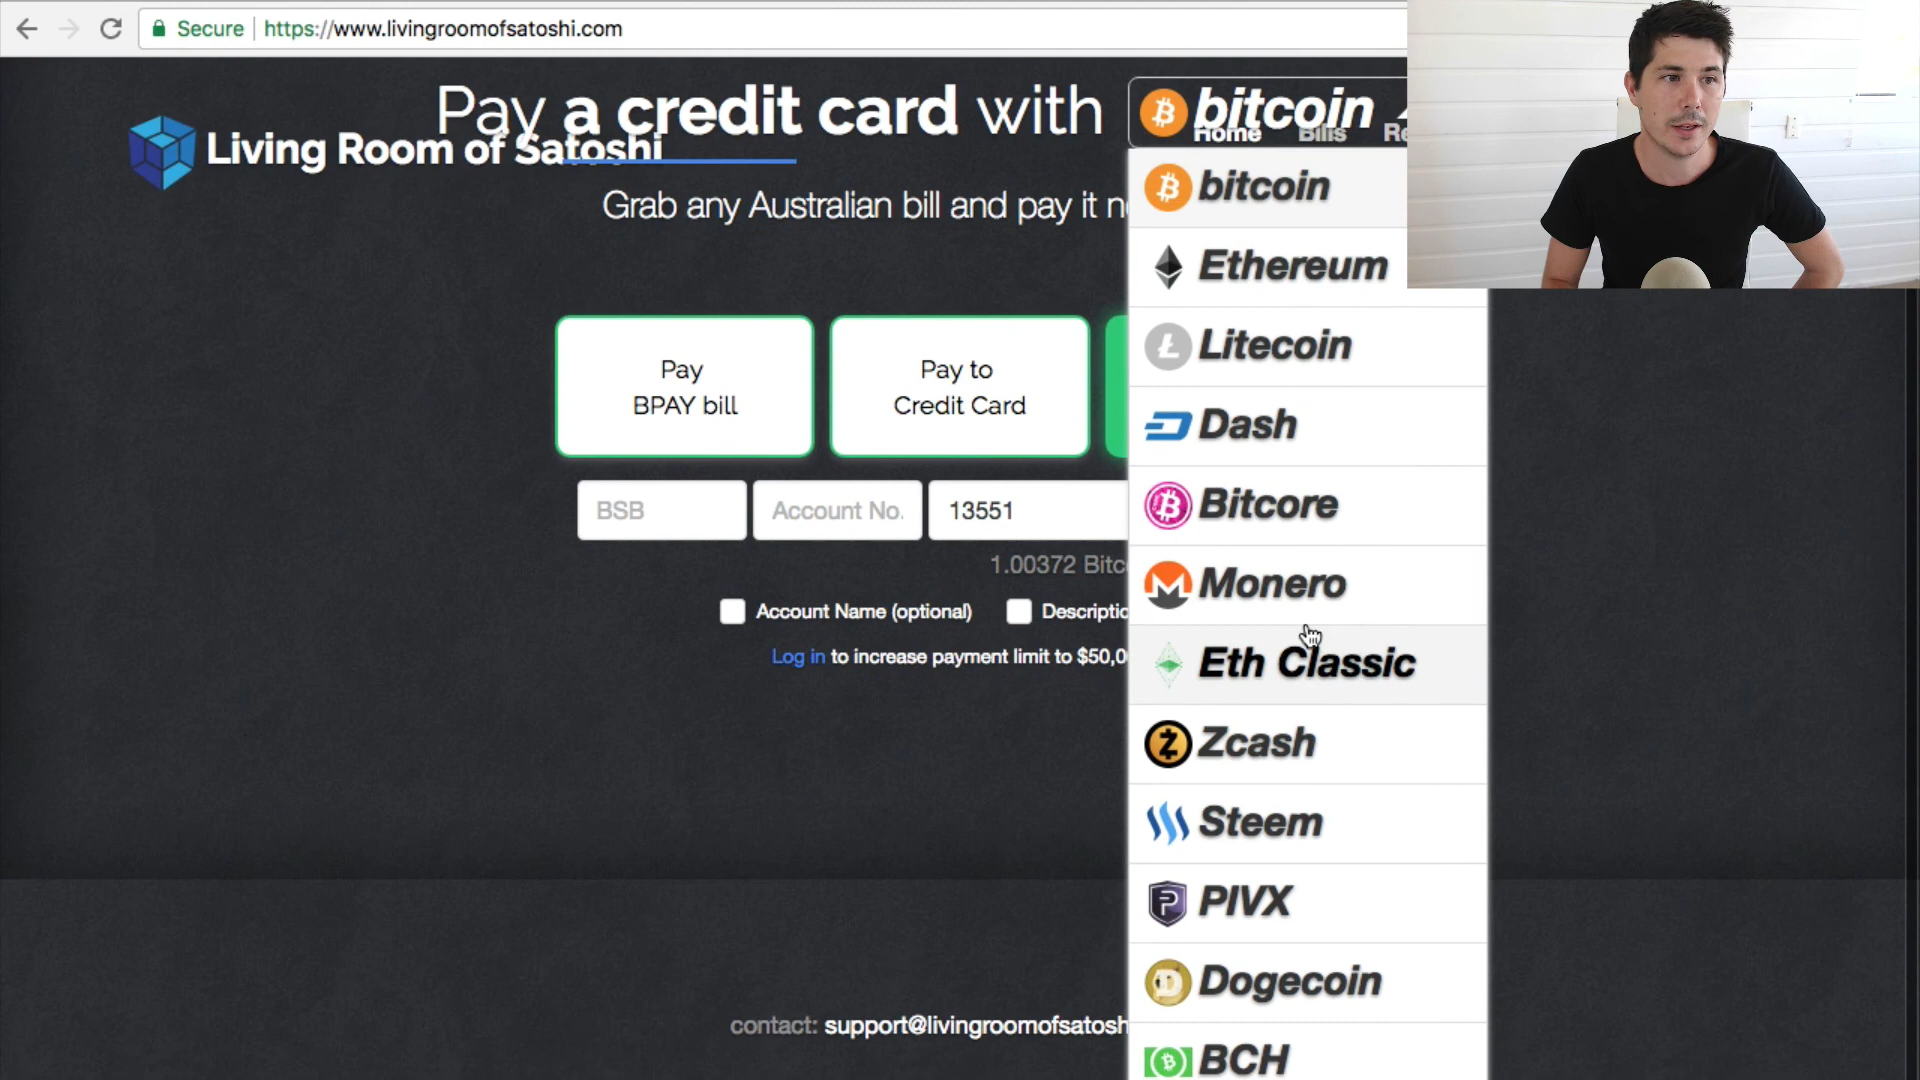 Secure https://www.livingroomofsatoshi.com
Pay a credit card with bitcoin
Living Room of Satoshi
Home Bills
Grab any Australian bill and pay it
bitcoin
Ethereum
Litecoin
Dash
Bitcore
Monero
Eth Classic
Zcash
Steem
PIVX
Dogecoin
BCH
Pay
BPAY bill
Pay to
Credit Card
BSB Account No. 13551
1.00372
Account Name (optional)
Log in to increase payment limit to
contact: support@livingroomofsatosh